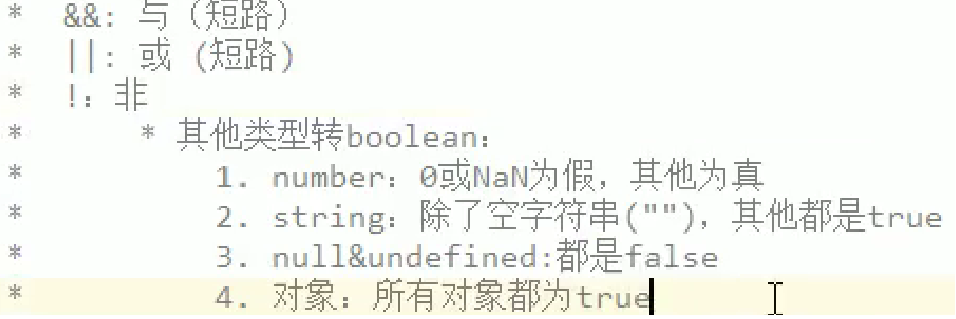 * &&: 与（短路）
* ||: 或 (短路)
* !：非
* * 其他类型转boolean：
* 1. number：0或NaN为假，其他为真
* 2. string：除了空字符串("")，其他都是true
* 3. null&undefined:都是false
* 4. 对象：所有对象都为true